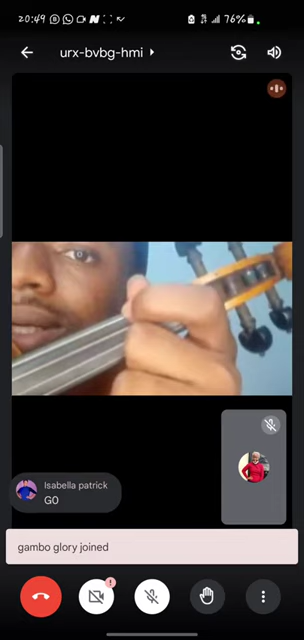 20:49
76%
urx-bvbg-hmi
Isabella patrick
GO
gambo glory joined